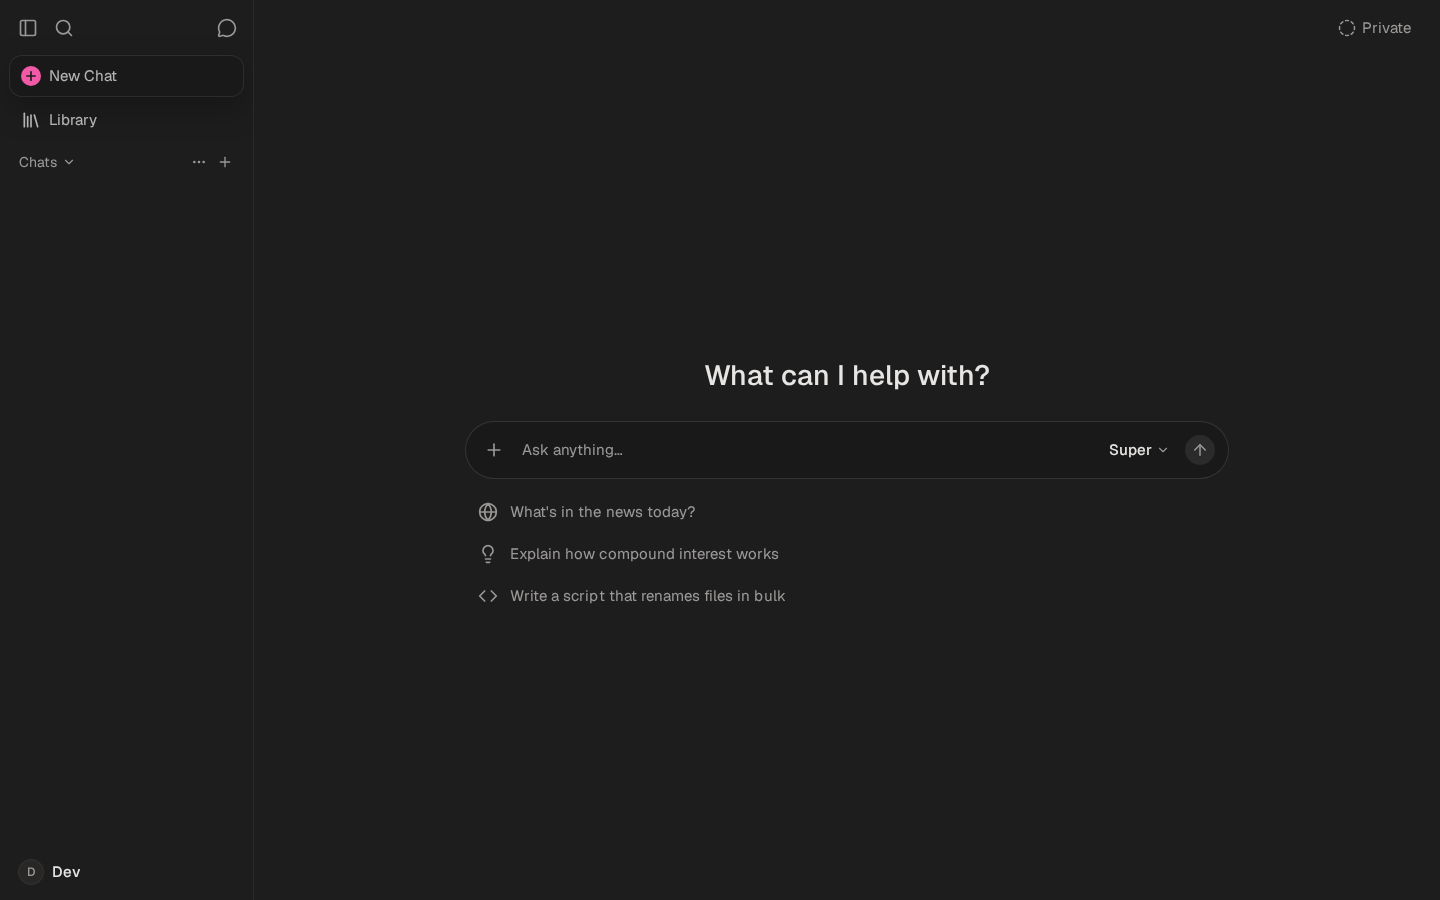 Private
New Chat
Library
Chats
What can I help with?
Ask anything...
Super
What's in the news today?
Explain how compound interest works
Write a script that renames files in bulk
D
Dev